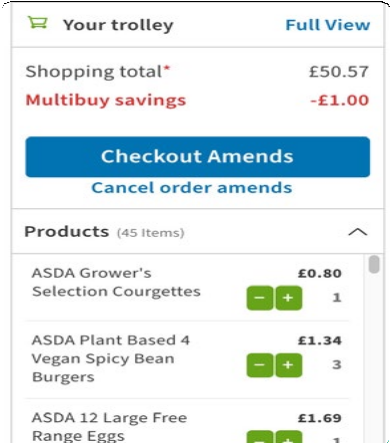 Your trolley Full View
Shopping total* £50.57
Multibuy savings -£1.00
Checkout Amends
Cancel order amends
Products (45 Items)
ASDA Grower's £0.80
Selection Courgettes − + 1
ASDA Plant Based 4 £1.34
Vegan Spicy Bean − + 3
Burgers
ASDA 12 Large Free £1.69
Range Eggs − + 1